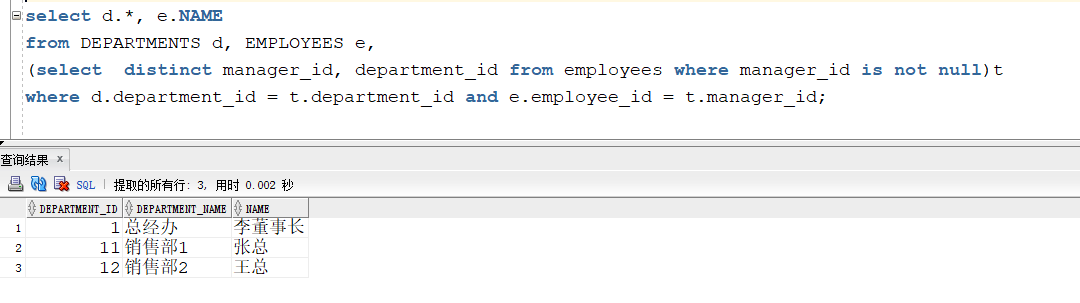 select d.*, e.NAME
from DEPARTMENTS d, EMPLOYEES e,
(select  distinct manager_id, department_id from employees where manager_id is not null)t
where d.department_id = t.department_id and e.employee_id = t.manager_id;
查询结果 x
SQL | 提取的所有行: 3, 用时 0.002 秒
DEPARTMENT_ID DEPARTMENT_NAME NAME
1 1 总经办 李董事长
2 11 销售部1 张总
3 12 销售部2 王总